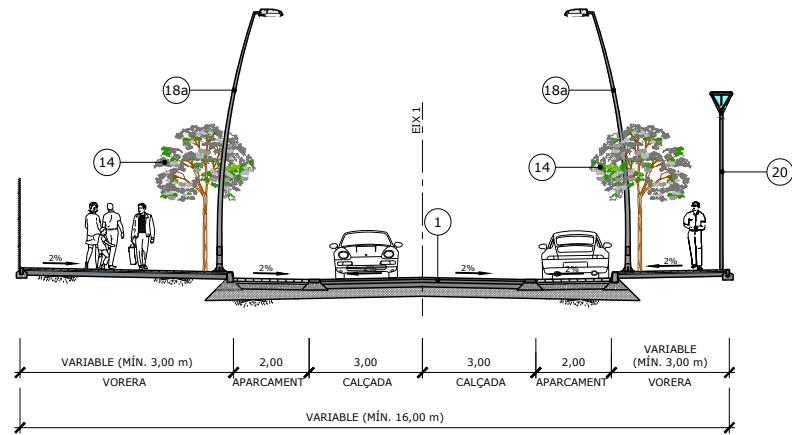 18a
18a
EIX 1
14
14
20
1
2%
2%
2%
2%
2%
2%
VARIABLE (MÍN. 3,00 m)
2,00
3,00
3,00
2,00
VARIABLE
(MÍN. 3,00 m)
VORERA
APARCAMENT
CALÇADA
CALÇADA
APARCAMENT
VORERA
VARIABLE (MÍN. 16,00 m)